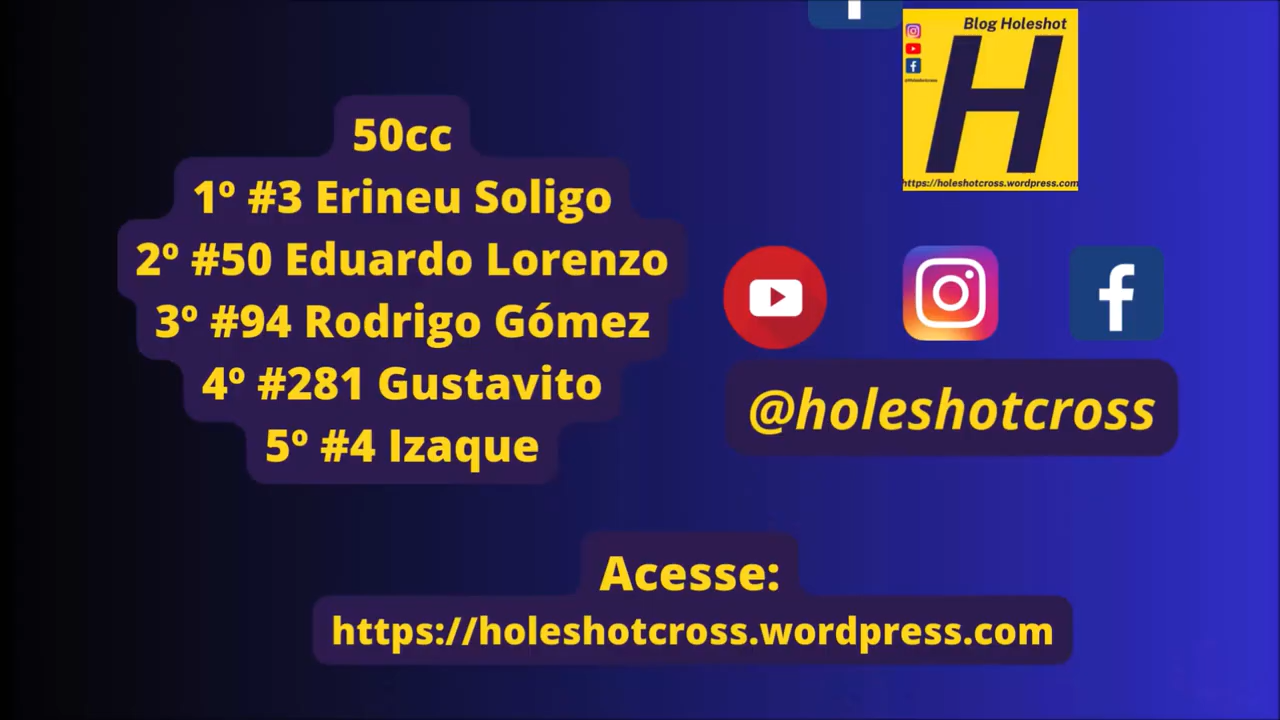 Blog Holeshot
H
https://holeshotcross.wordpress.com
50cc
1º #3 Erineu Soligo
2º #50 Eduardo Lorenzo
3º #94 Rodrigo Gómez
4º #281 Gustavito
5º #4 Izaque
@holeshotcross
Acesse:
https://holeshotcross.wordpress.com